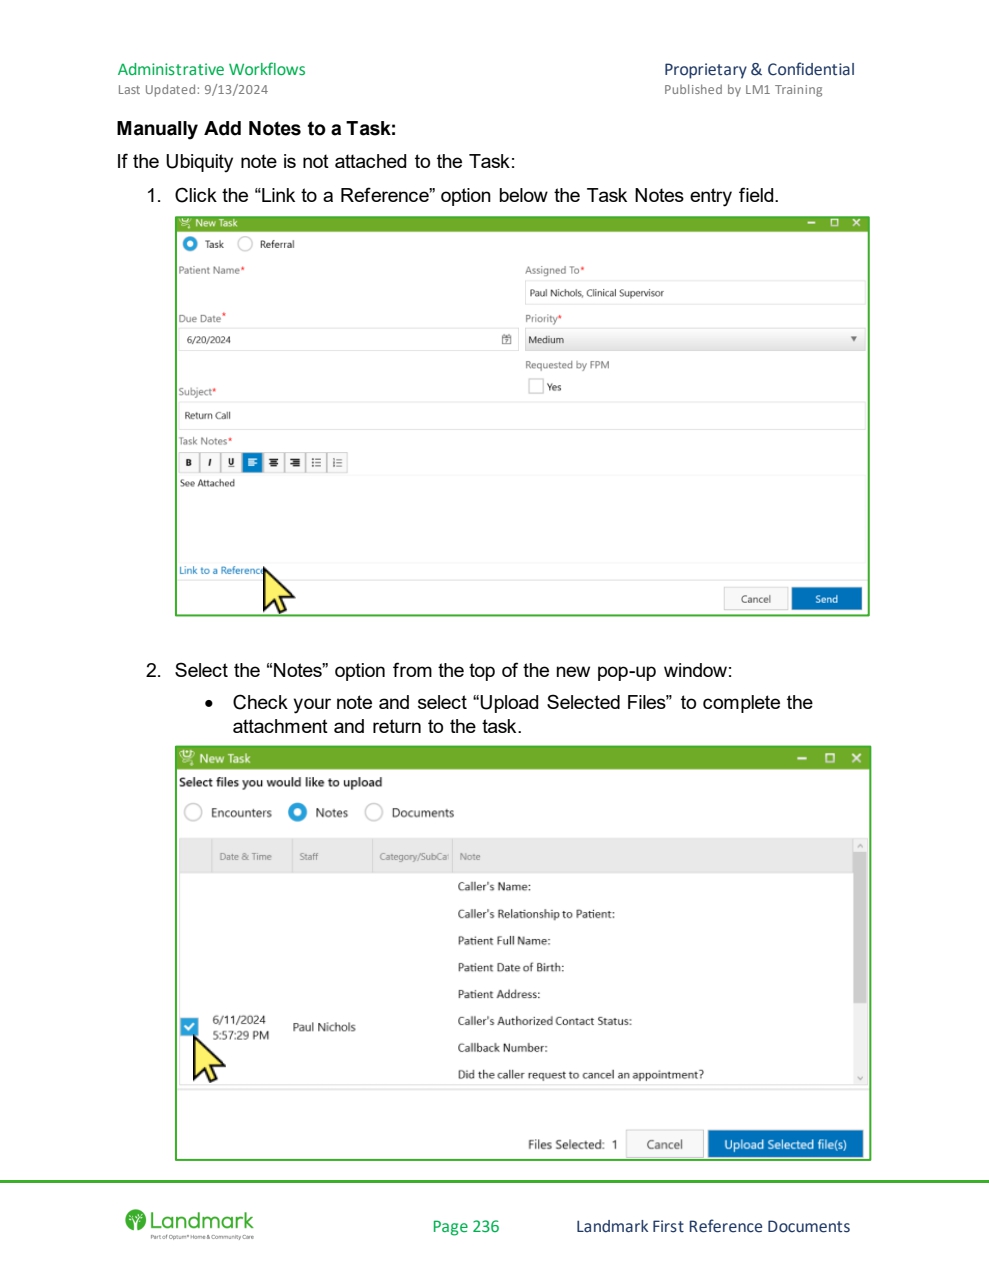 Administrative Workflows
Proprietary & Confidential
Last Updated: 9/13/2024
Published by LM1 Training
Manually Add Notes to a Task:
If the Ubiquity note is not attached to the Task:
1. Click the “Link to a Reference” option below the Task Notes entry field.
New Task
Task Referral
Patient Name*
Assigned To*
Paul Nichols, Clinical Supervisor
Due Date*
Priority*
6/20/2024
Medium
Requested by FPM
Yes
Subject*
Return Call
Task Notes*
B I U
See Attached
Link to a Reference
Cancel Send
2. Select the “Notes” option from the top of the new pop-up window:
• Check your note and select “Upload Selected Files” to complete the
attachment and return to the task.
New Task
Select files you would like to upload
Encounters Notes Documents
Date & Time Staff Category/SubCat Note
Caller's Name:
Caller's Relationship to Patient:
Patient Full Name:
Patient Date of Birth:
Patient Address:
6/11/2024
5:57:29 PM
Paul Nichols
Caller's Authorized Contact Status:
Callback Number:
Did the caller request to cancel an appointment?
Files Selected: 1 Cancel Upload Selected file(s)
Landmark
Part of Optum® Home & Community Care
Page 236
Landmark First Reference Documents